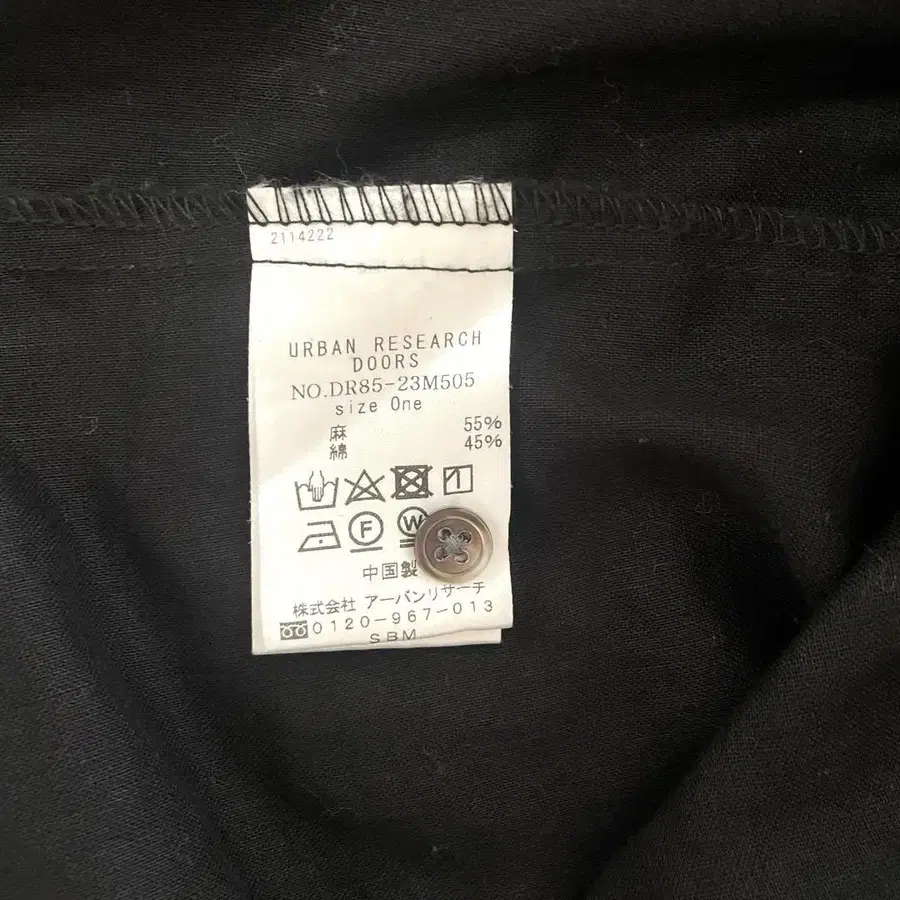 2114222
URBAN RESEARCH
DOORS
NO.DR85-23M505
size One
麻 55%
綿 45%
F W
中国製
株式会社 アーバンリサーチ
0120-967-013
SBM